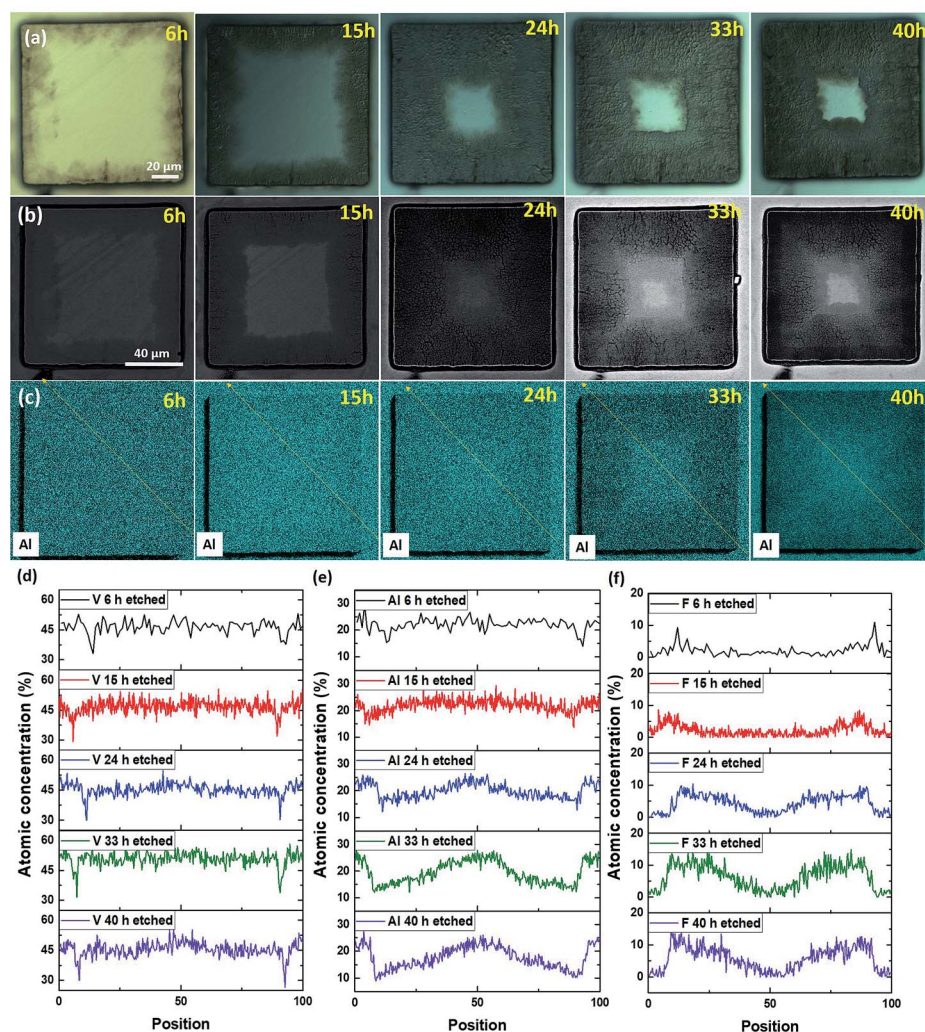 (a) 6h 15h 24h 33h 40h
20 µm
(b) 6h 15h 24h 33h 40h
40 µm
(c) 6h 15h 24h 33h 40h
Al Al Al Al Al
(d) (e) (f)
60 V 6 h etched
45
30
60 V 15 h etched
45
30
60 V 24 h etched
45
30
60 V 33 h etched
45
30
60 V 40 h etched
45
30
0 50 100
Atomic concentration (%)
Position
30 Al 6 h etched
20
10
30 Al 15 h etched
20
10
30 Al 24 h etched
20
10
30 Al 33 h etched
20
10
30 Al 40 h etched
20
10
0 50 100
Atomic concentration (%)
Position
20 F 6 h etched
10
0
20 F 15 h etched
10
0
20 F 24 h etched
10
0
20 F 33 h etched
10
0
20 F 40 h etched
10
0
0 50 100
Atomic concentration (%)
Position